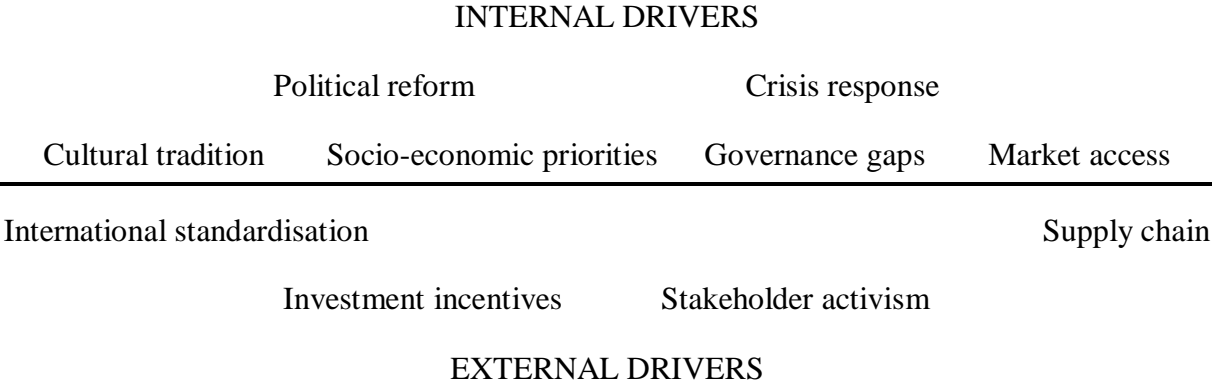 INTERNAL DRIVERS
Political reform Crisis response
Cultural tradition Socio-economic priorities Governance gaps Market access
International standardisation Supply chain
Investment incentives Stakeholder activism
EXTERNAL DRIVERS